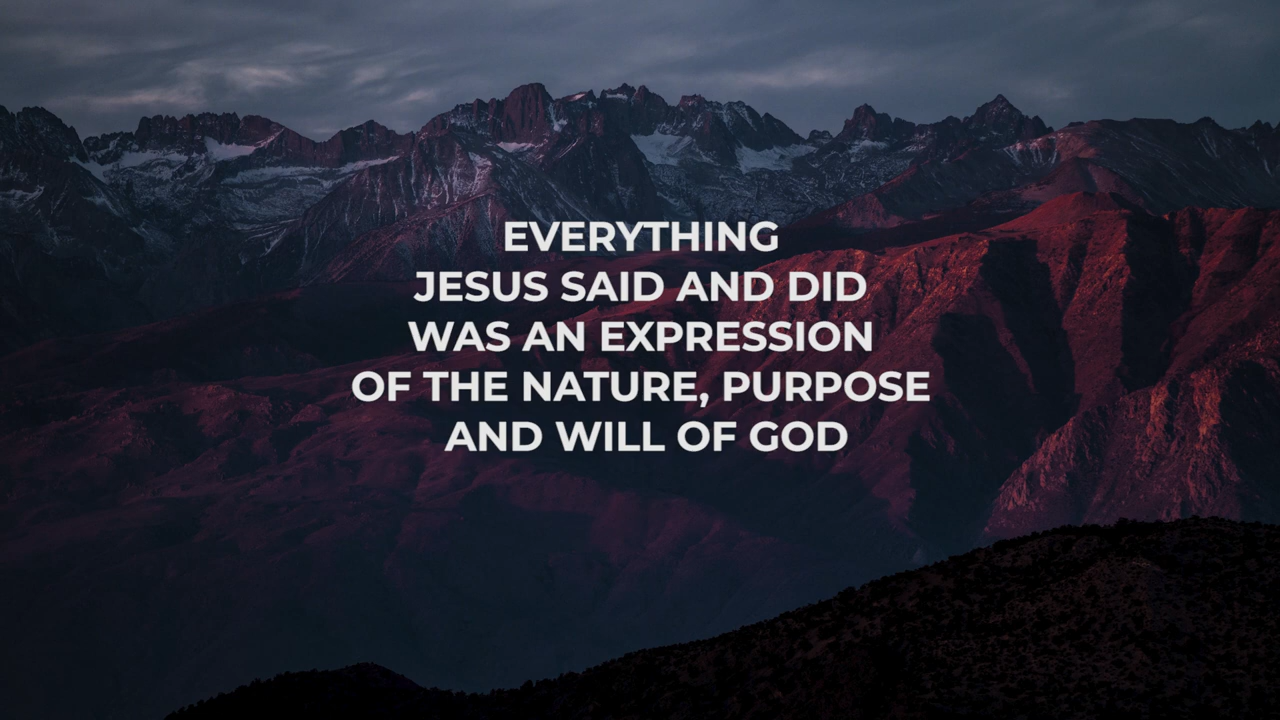 EVERYTHING
JESUS SAID AND DID
WAS AN EXPRESSION
OF THE NATURE, PURPOSE
AND WILL OF GOD